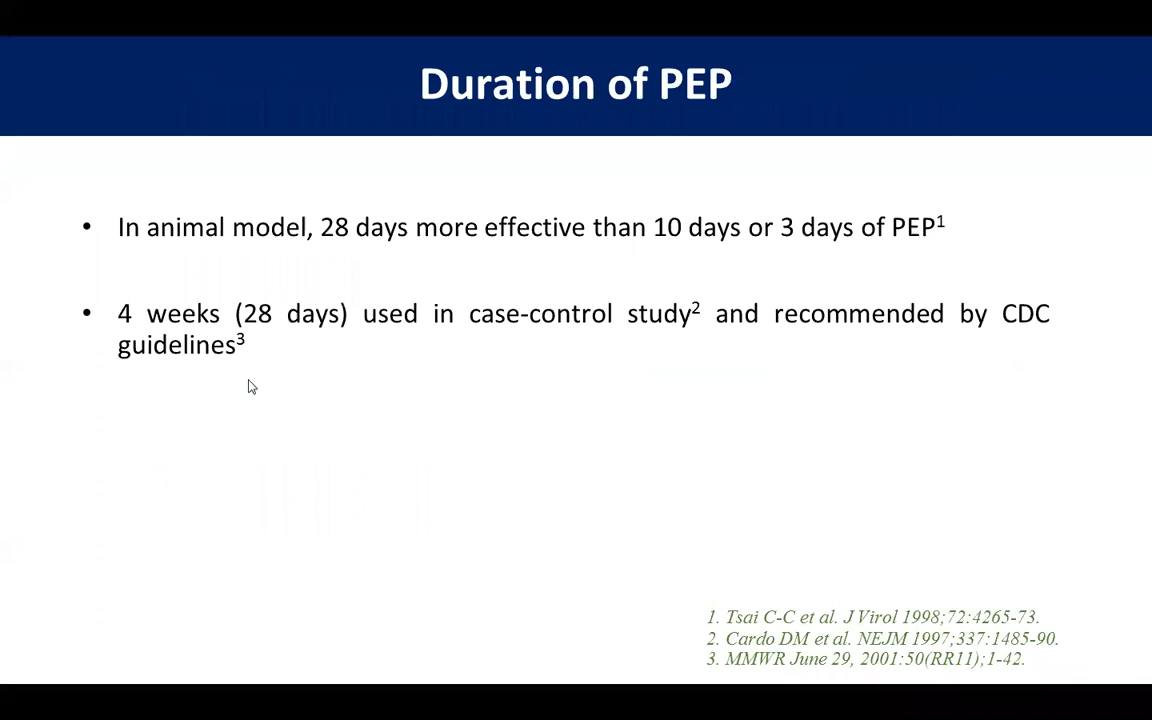 Duration of PEP
• In animal model, 28 days more effective than 10 days or 3 days of PEP¹
• 4 weeks (28 days) used in case-control study² and recommended by CDC
guidelines³
1. Tsai C-C et al. J Virol 1998;72:4265-73.
2. Cardo DM et al. NEJM 1997;337:1485-90.
3. MMWR June 29, 2001:50(RR11);1-42.